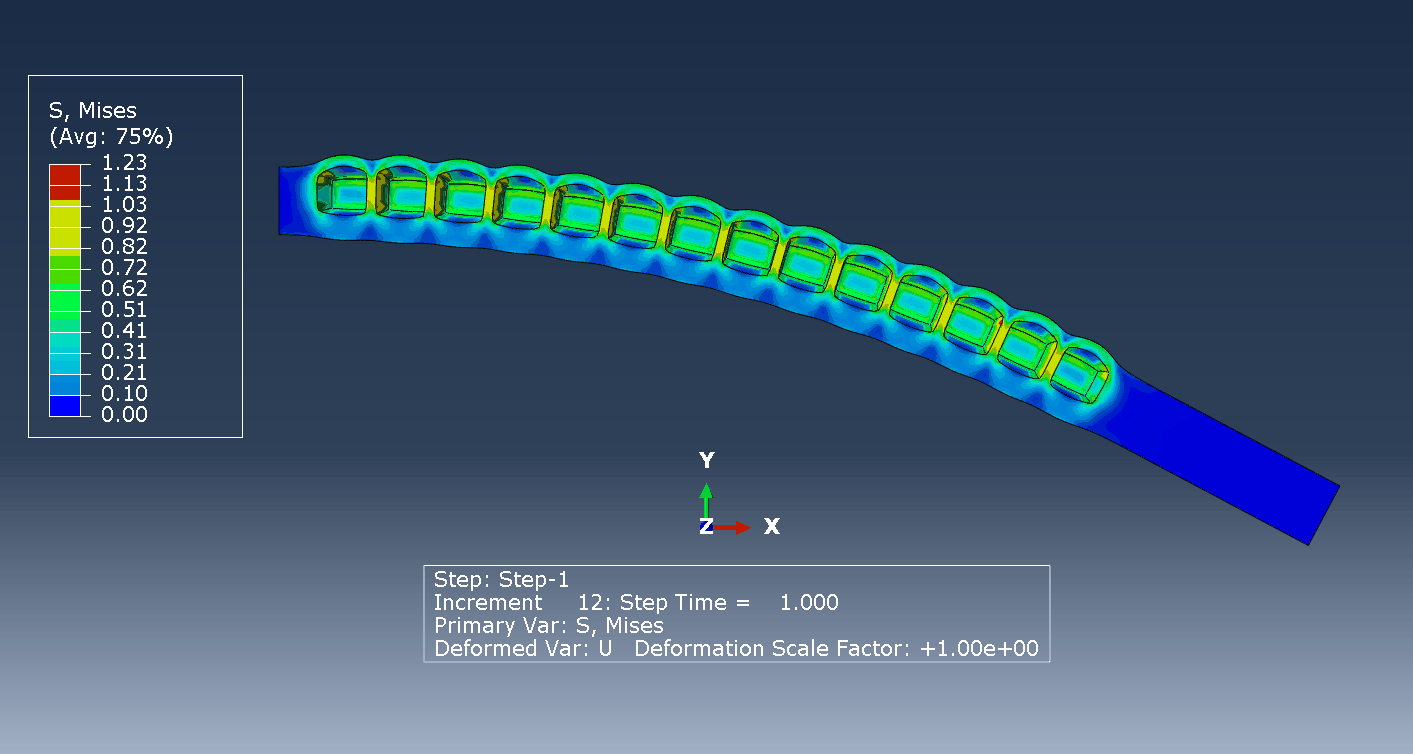 S, Mises
(Avg: 75%)
1.23
1.13
1.03
0.92
0.82
0.72
0.62
0.51
0.41
0.31
0.21
0.10
0.00
Y
Z X
Step: Step-1
Increment 12: Step Time = 1.000
Primary Var: S, Mises
Deformed Var: U Deformation Scale Factor: +1.00e+00